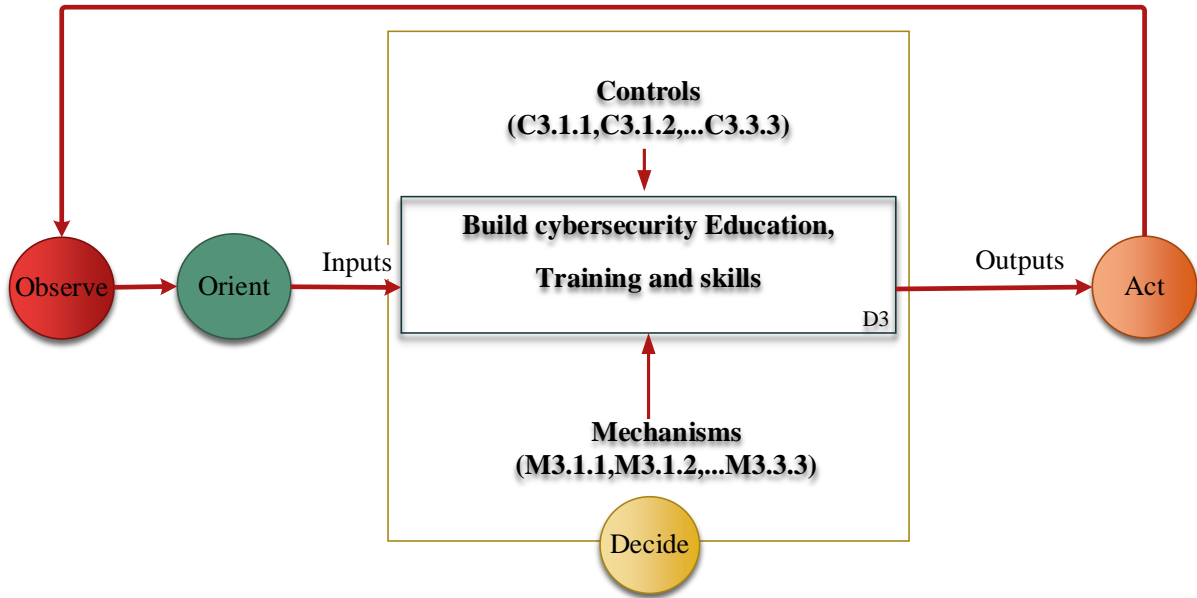 Controls
(C3.1.1,C3.1.2,...C3.3.3)
Build cybersecurity Education,
Training and skills
D3
Observe
Orient
Inputs
Outputs
Act
Mechanisms
(M3.1.1,M3.1.2,...M3.3.3)
Decide